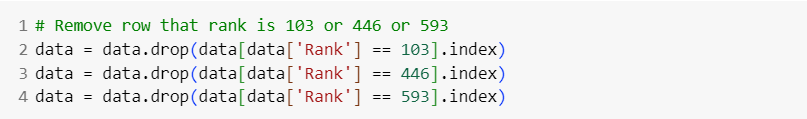 1 # Remove row that rank is 103 or 446 or 593
2 data = data.drop(data[data['Rank'] == 103].index)
3 data = data.drop(data[data['Rank'] == 446].index)
4 data = data.drop(data[data['Rank'] == 593].index)